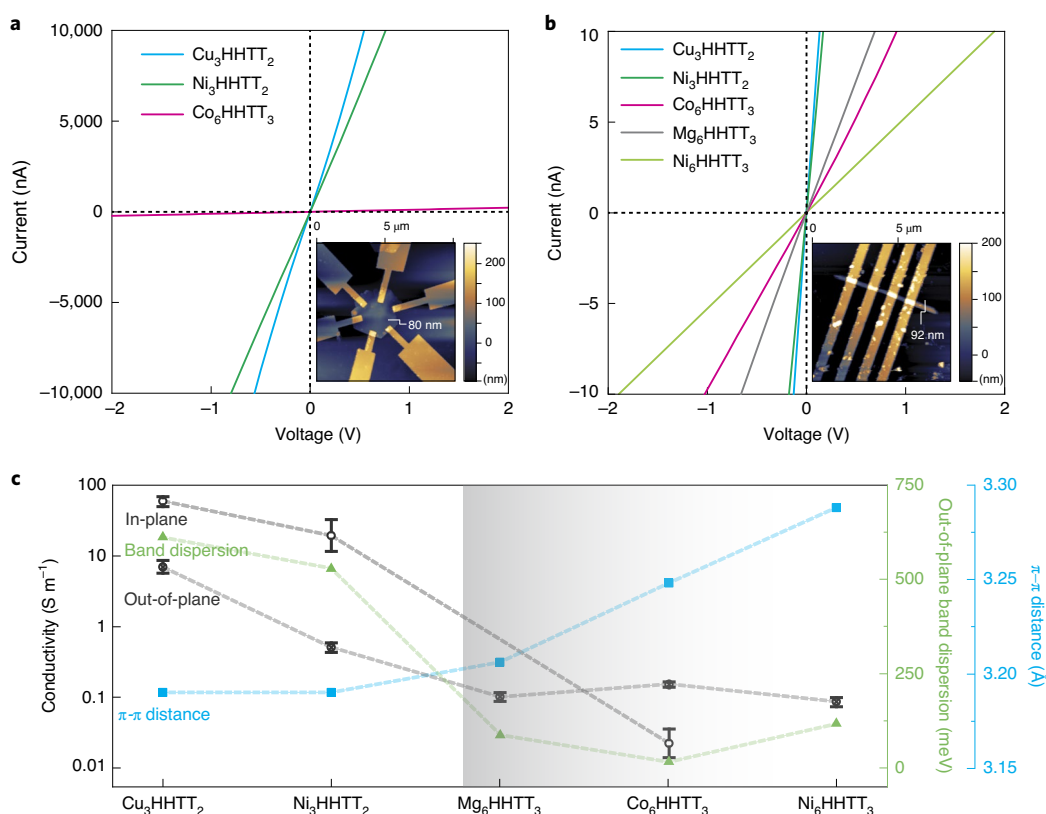 a
10,000
5,000
0
−5,000
−10,000
Current (nA)
Cu3HHTT2
Ni3HHTT2
Co6HHTT3
0 5 μm
200
100
0
(nm)
80 nm
−2 −1 0 1 2
Voltage (V)
b
10
5
0
−5
−10
Current (nA)
Cu3HHTT2
Ni3HHTT2
Co6HHTT3
Mg6HHTT3
Ni6HHTT3
0 5 μm
200
100
0
(nm)
92 nm
−2 −1 0 1 2
Voltage (V)
c
100
10
1
0.1
0.01
Conductivity (S m−1)
In-plane
Band dispersion
Out-of-plane
π-π distance
750
500
250
0
Out-of-plane band dispersion
(meV)
3.30
3.25
3.20
3.15
π–π distance
(Å)
Cu3HHTT2 Ni3HHTT2 Mg6HHTT3 Co6HHTT3 Ni6HHTT3